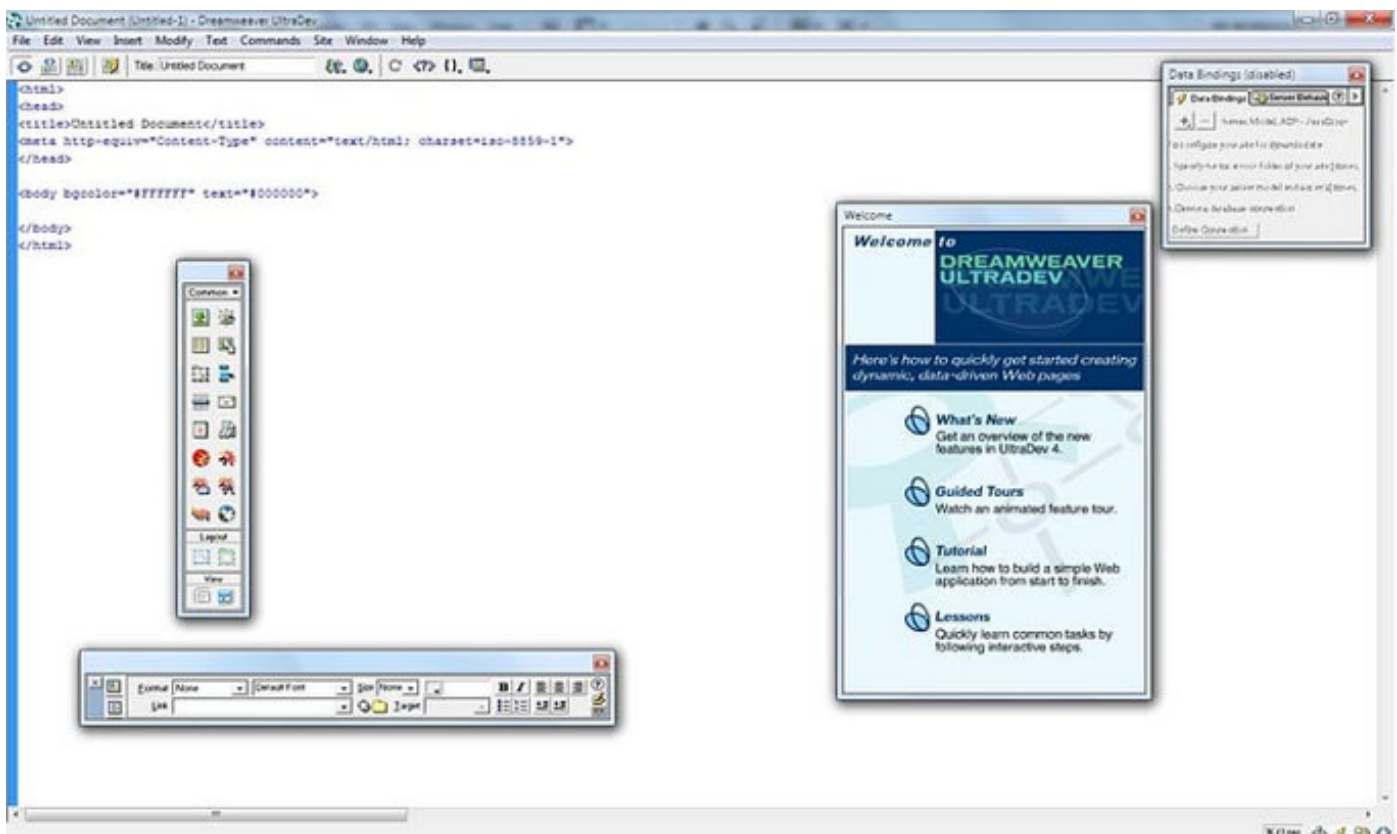 Untitled Document (Untitled-1) - Dreamweaver UltraDev
File Edit View Insert Modify Text Commands Site Window Help
Title: Untitled Document
<html>
<head>
<title>Untitled Document</title>
<meta http-equiv="Content-Type" content="text/html; charset=iso-8859-1">
</head>
<body bgcolor="#FFFFFF" text="#000000">
</body>
</html>
Common
Layout
View
Format None Default Font Size None B I
Link Target
Welcome
Welcome to
DREAMWEAVER
ULTRADEV
ULTRADEV
Here's how to quickly get started creating
dynamic, data-driven Web pages
What's New
Get an overview of the new
features in UltraDev 4.
Guided Tours
Watch an animated feature tour.
Tutorial
Learn how to build a simple Web
application from start to finish.
Lessons
Quickly learn common tasks by
following interactive steps.
Data Bindings (disabled)
Data Bindings Server Behavi